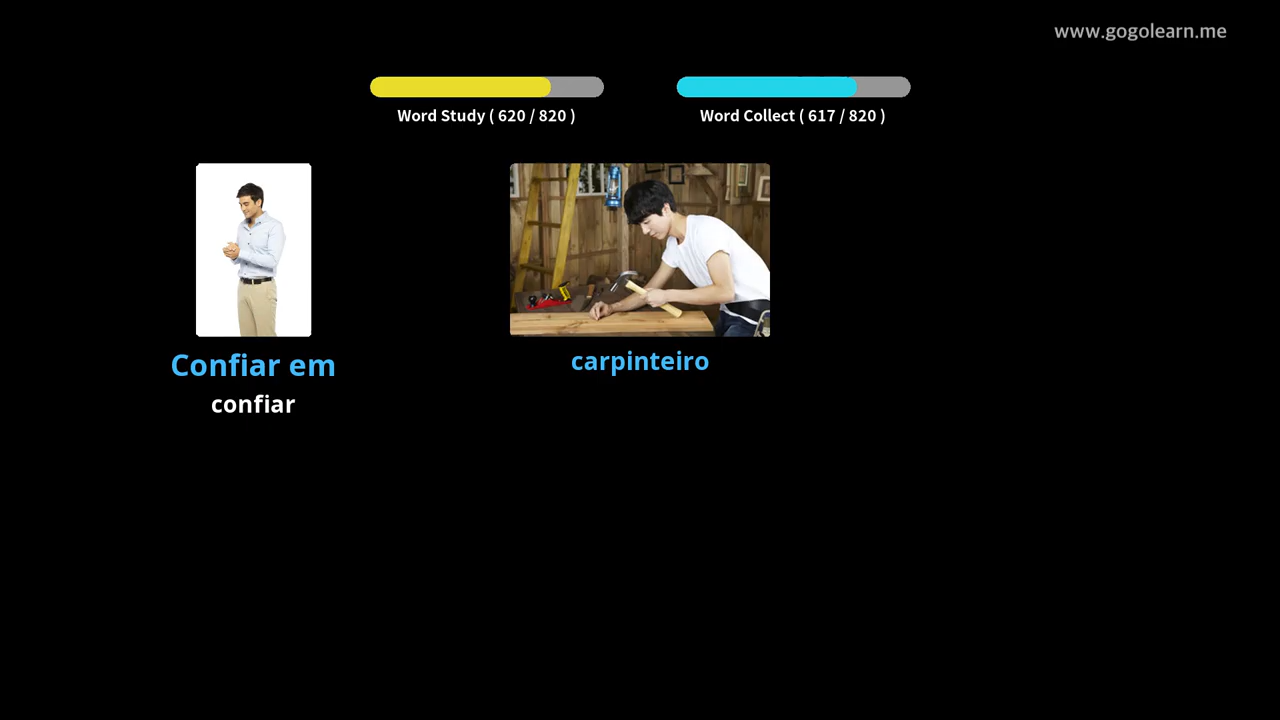 www.gogolearn.me
Word Study ( 620 / 820 )
Word Collect ( 617 / 820 )
Confiar em
confiar
carpinteiro